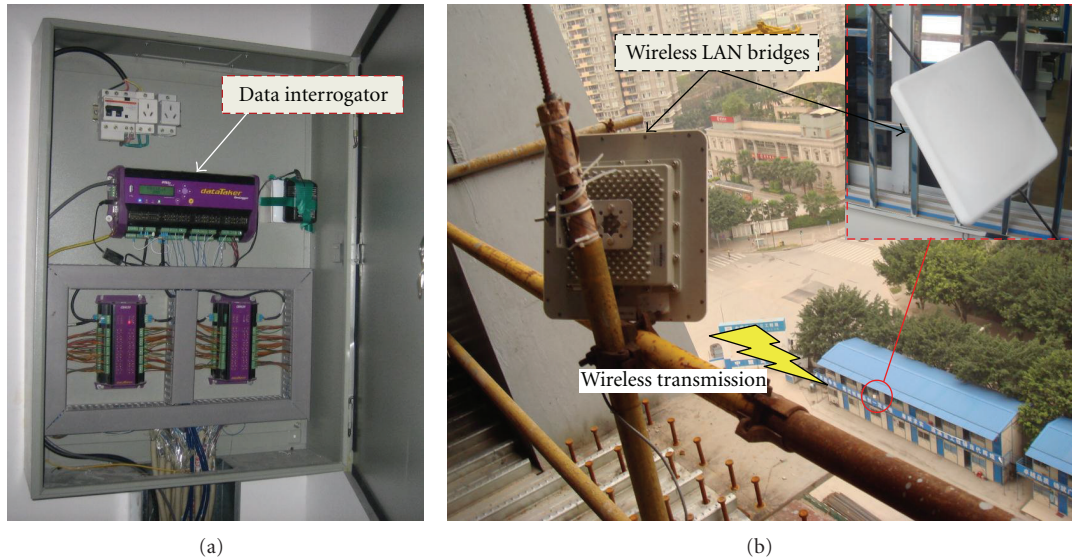 Data interrogator
dataTaker
(a)
Wireless LAN bridges
Wireless transmission
(b)